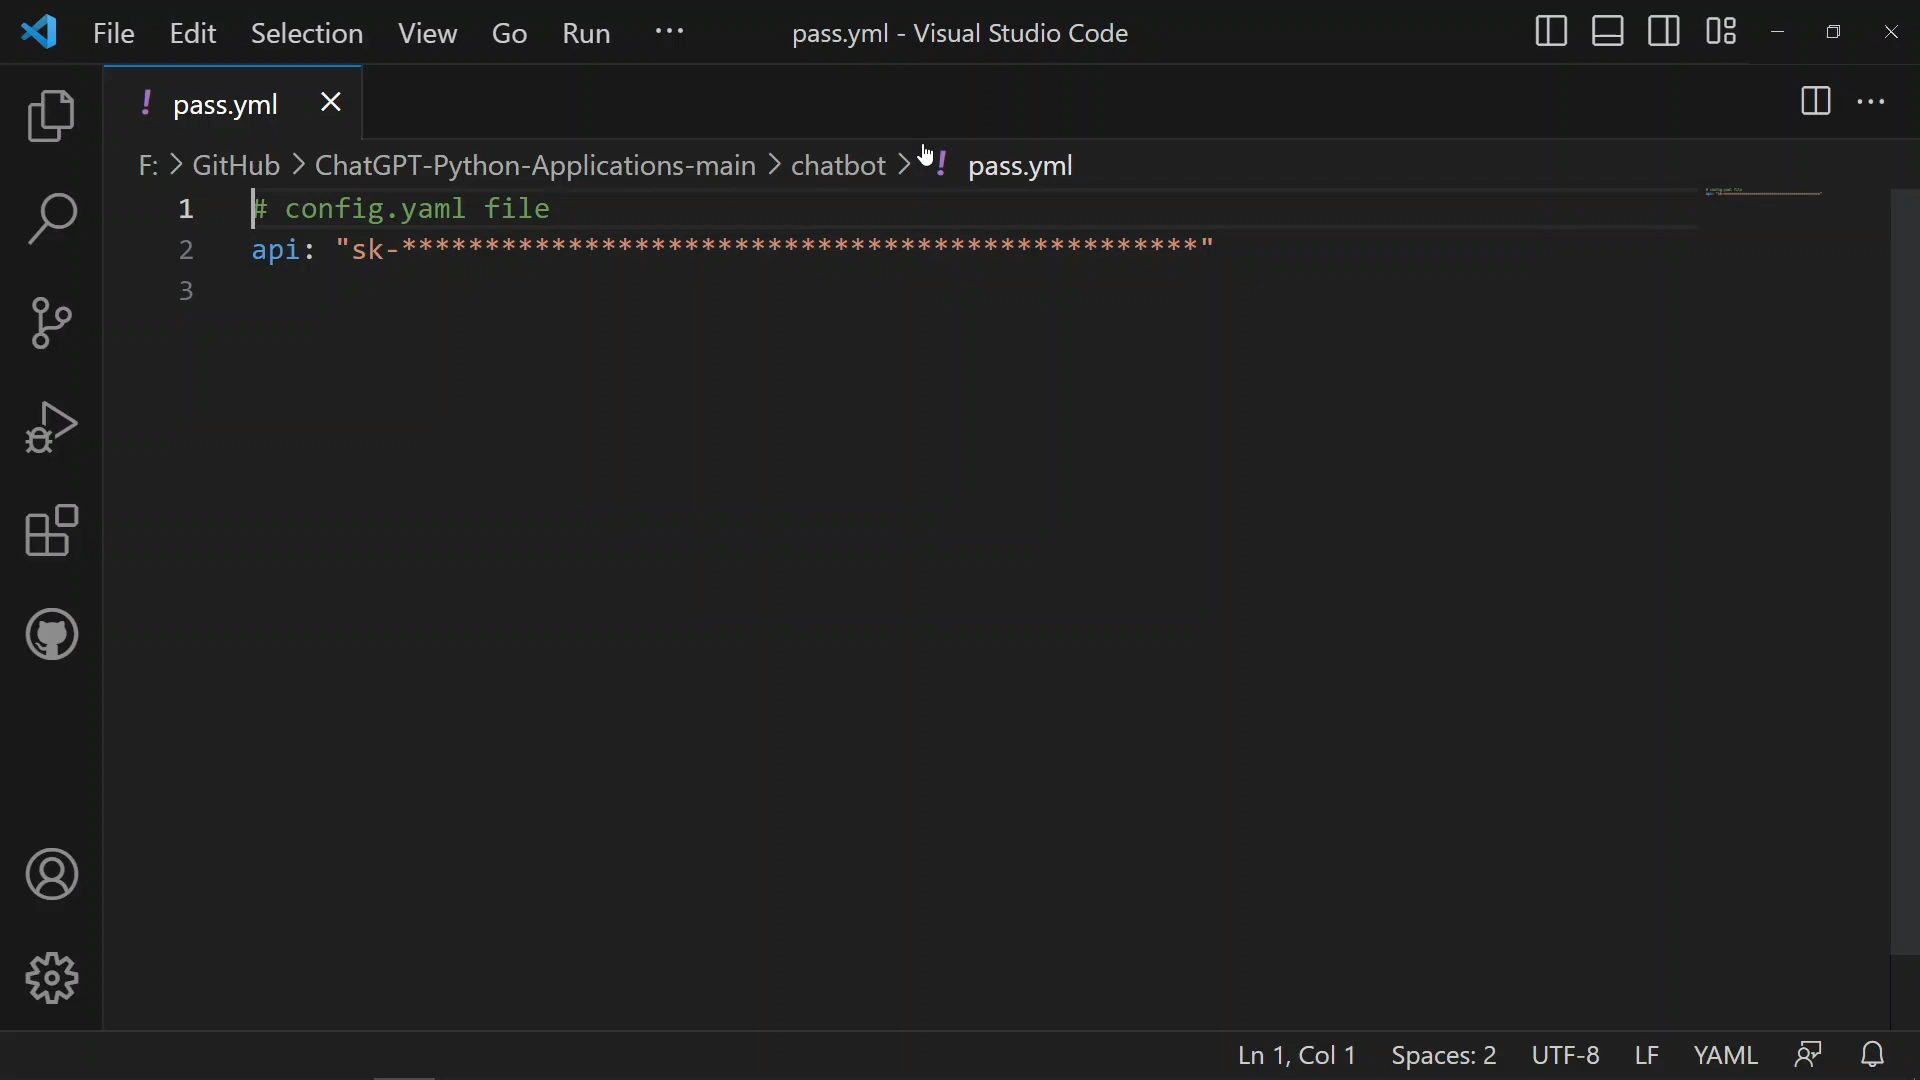 File Edit Selection View Go Run ··· pass.yml - Visual Studio Code
! pass.yml
F: > GitHub > ChatGPT-Python-Applications-main > chatbot > ! pass.yml
1 # config.yaml file
2 api: "sk-************************************************"
3
Ln 1, Col 1 Spaces: 2 UTF-8 LF YAML